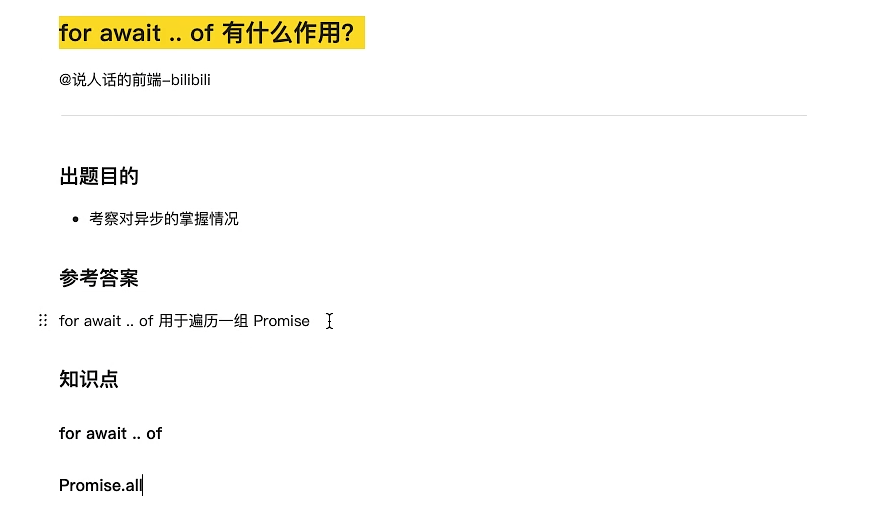 for await .. of 有什么作用?
@说人话的前端-bilibili
出题目的
考察对异步的掌握情况
参考答案
for await .. of 用于遍历一组 Promise
知识点
for await .. of
Promise.all